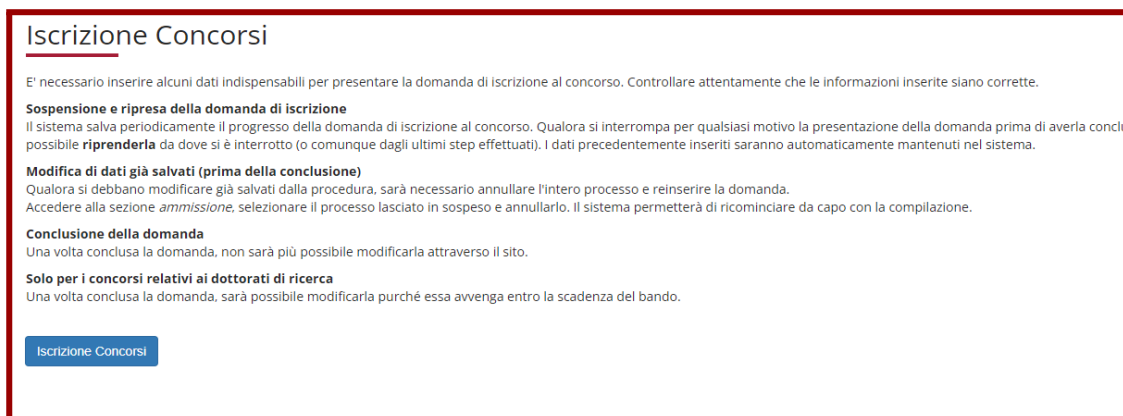 Iscrizione Concorsi
E' necessario inserire alcuni dati indispensabili per presentare la domanda di iscrizione al concorso. Controllare attentamente che le informazioni inserite siano corrette.
Sospensione e ripresa della domanda di iscrizione
Il sistema salva periodicamente il progresso della domanda di iscrizione al concorso. Qualora si interrompa per qualsiasi motivo la presentazione della domanda prima di averla
possibile riprenderla da dove si è interrotto (o comunque dagli ultimi step effettuati). I dati precedentemente inseriti saranno automaticamente mantenuti nel sistema.
Modifica di dati già salvati (prima della conclusione)
Qualora si debbano modificare già salvati dalla procedura, sarà necessario annullare l'intero processo e reinserire la domanda.
Accedere alla sezione ammissione, selezionare il processo lasciato in sospeso e annullarlo. Il sistema permetterà di ricominciare da capo con la compilazione.
Conclusione della domanda
Una volta conclusa la domanda, non sarà più possibile modificarla attraverso il sito.
Solo per i concorsi relativi ai dottorati di ricerca
Una volta conclusa la domanda, sarà possibile modificarla purché essa avvenga entro la scadenza del bando.
Iscrizione Concorsi